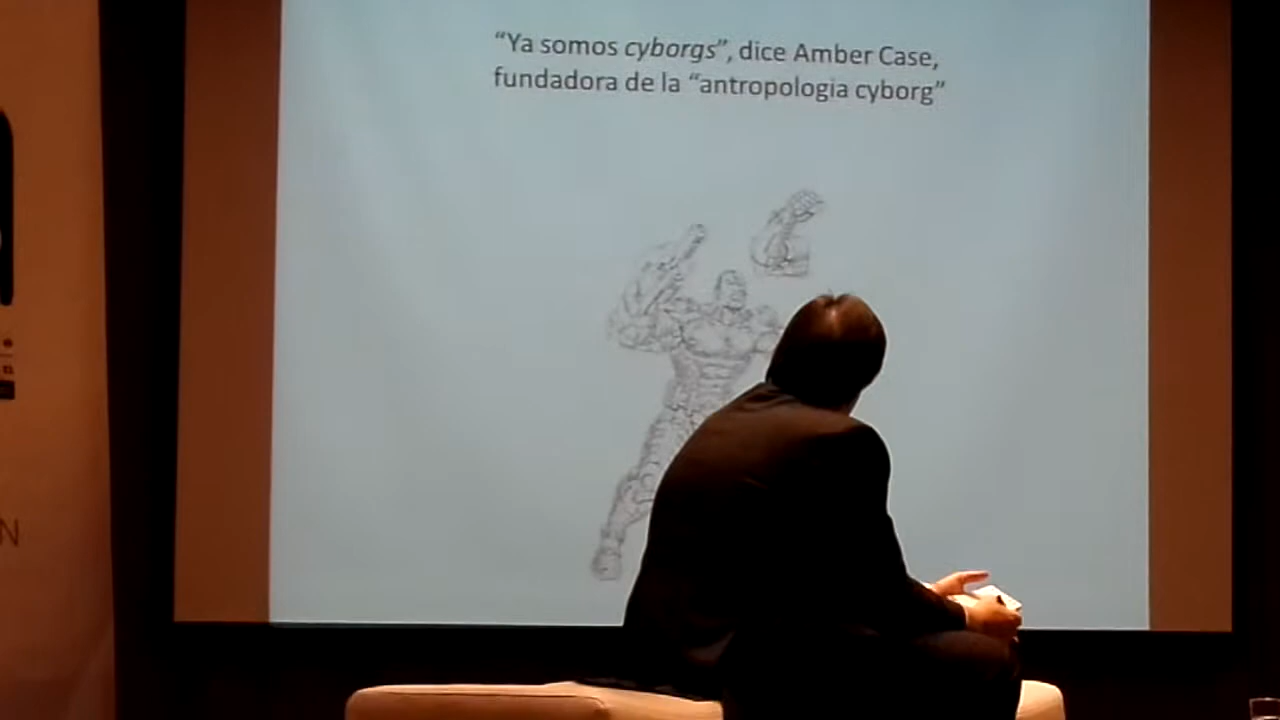 “Ya somos cyborgs”, dice Amber Case,
fundadora de la “antropologia cyborg”
N